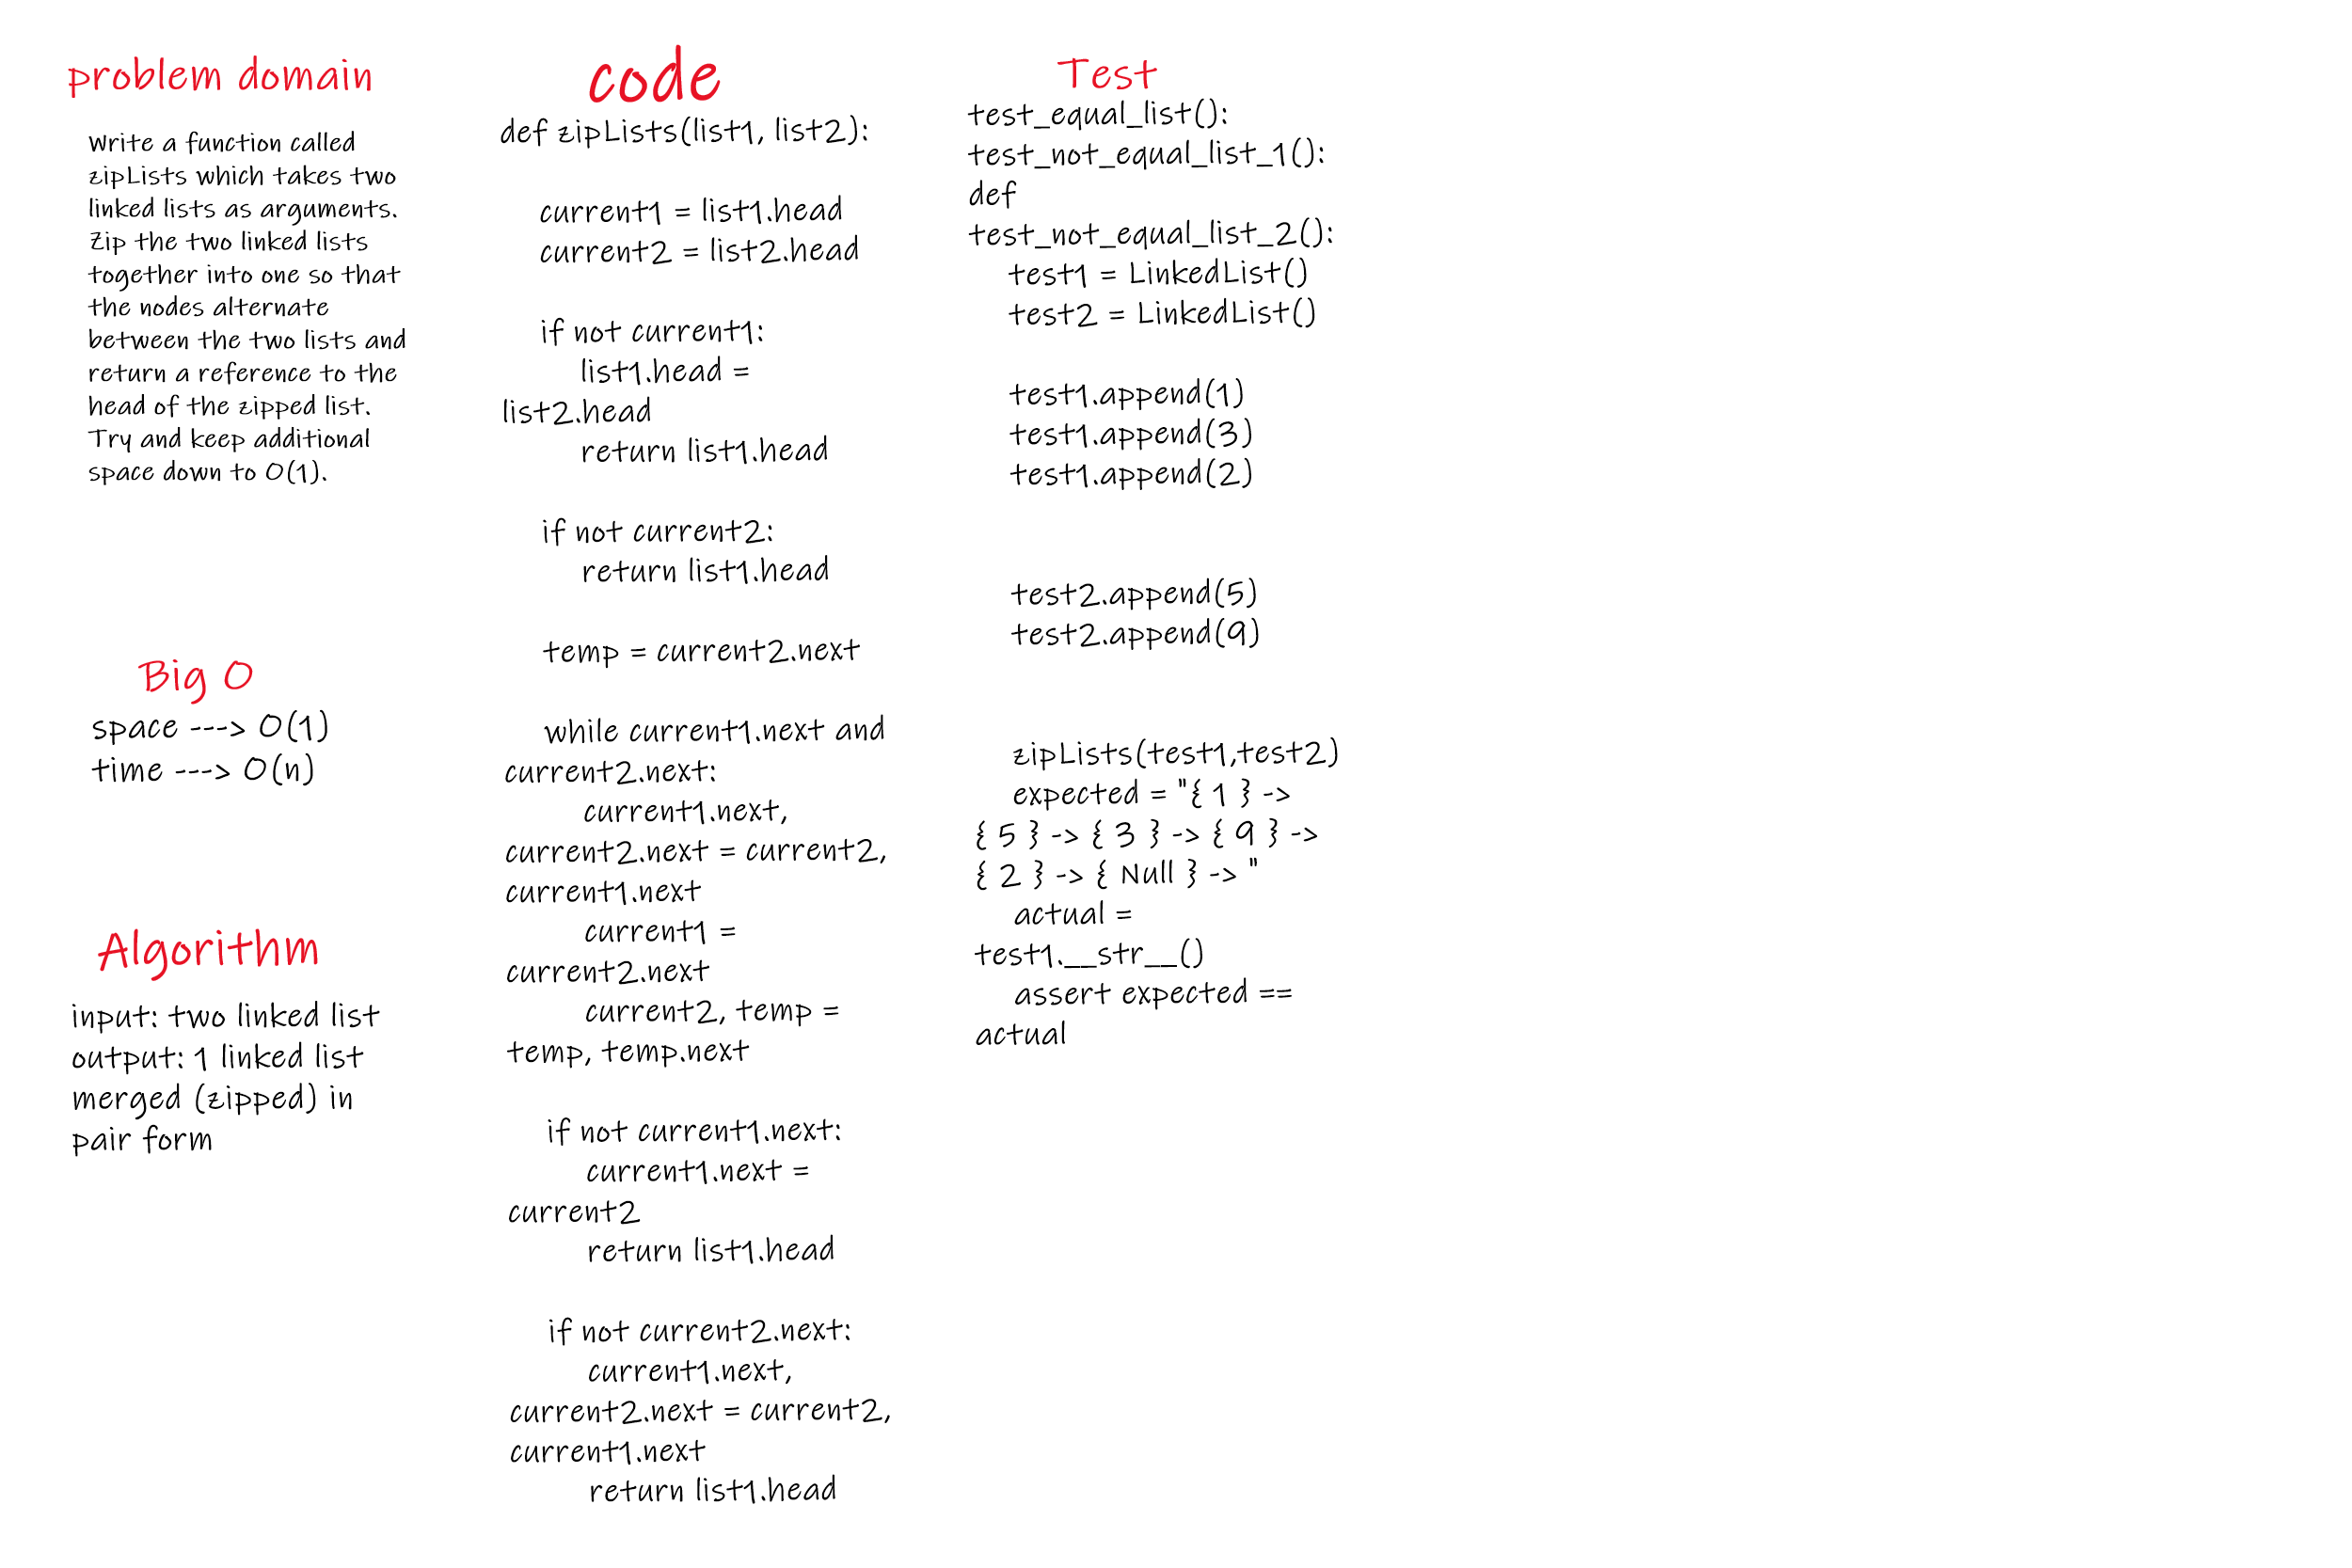 problem domain
Write a function called
zipLists which takes two
linked lists as arguments.
Zip the two linked lists
together into one so that
the nodes alternate
between the two lists and
return a reference to the
head of the zipped list.
Try and keep additional
space down to O(1).
Big O
space ---> O(1)
time ---> O(n)
Algorithm
input: two linked list
output: 1 linked list
merged (zipped) in
pair form
code
def zipLists(list1, list2):
current1 = list1.head
current2 = list2.head
if not current1:
list1.head =
list2.head
return list1.head
if not current2:
return list1.head
temp = current2.next
while current1.next and
current2.next:
current1.next,
current2.next = current2,
current1.next
current1 =
current2.next
current2, temp =
temp, temp.next
if not current1.next:
current1.next =
current2
return list1.head
if not current2.next:
current1.next,
current2.next = current2,
current1.next
return list1.head
Test
test_equal_list():
test_not_equal_list_1():
def
test_not_equal_list_2():
test1 = LinkedList()
test2 = LinkedList()
test1.append(1)
test1.append(3)
test1.append(2)
test2.append(5)
test2.append(9)
zipLists(test1,test2)
expected = "{ 1 } ->
{ 5 } -> { 3 } -> { 9 } ->
{ 2 } -> { Null } -> "
actual =
test1.__str__()
assert expected ==
actual